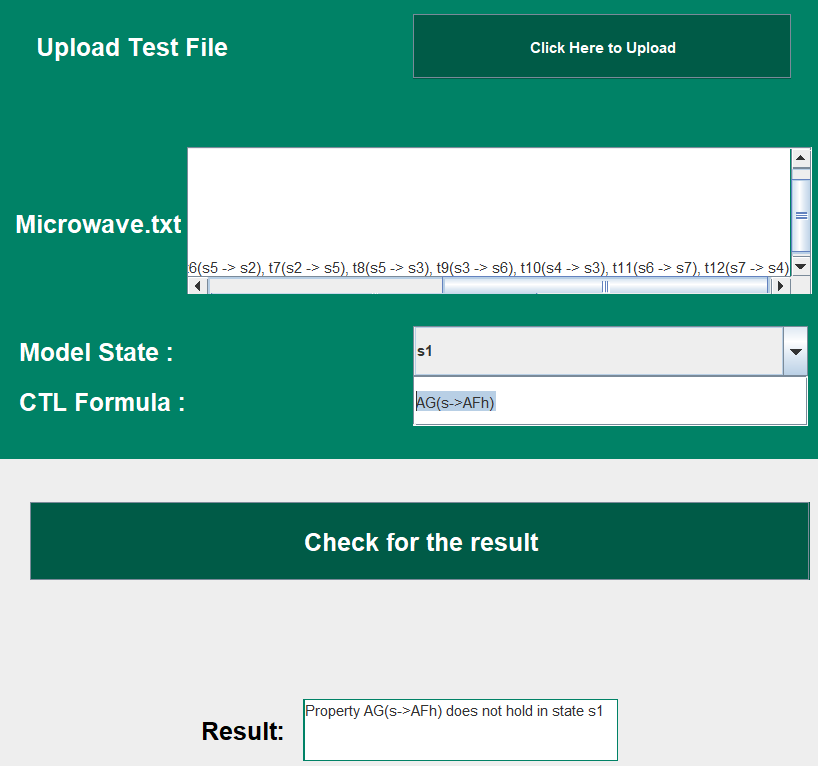 Upload Test File
Click Here to Upload
Microwave.txt
t6(s5 -> s2), t7(s2 -> s5), t8(s5 -> s3), t9(s3 -> s6), t10(s4 -> s3), t11(s6 -> s7), t12(s7 -> s4)
Model State :
s1
CTL Formula :
AG(s->AFh)
Check for the result
Result:
Property AG(s->AFh) does not hold in state s1